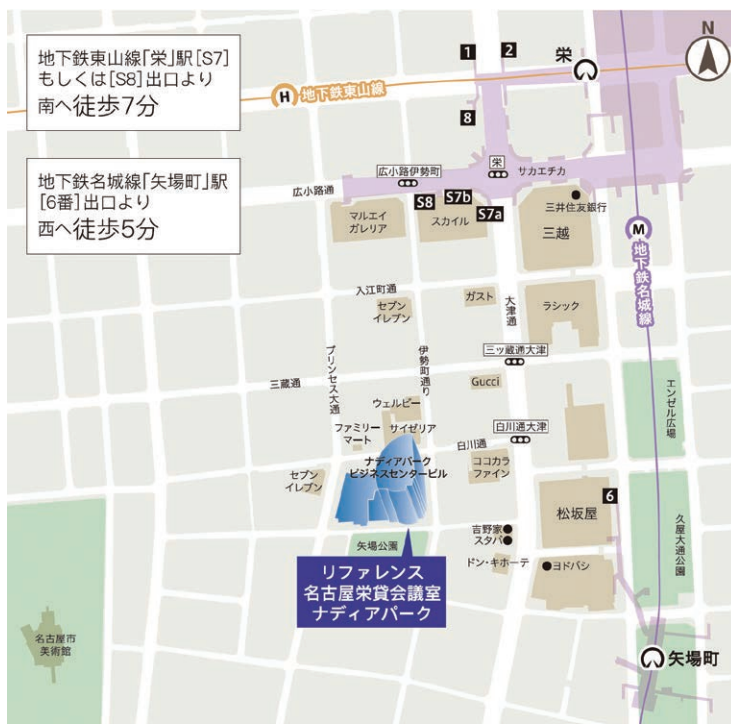 地下鉄東山線「栄」駅[S7]
もしくは[S8]出口より
南へ徒歩7分
地下鉄名城線「矢場町」駅
[6番]出口より
西へ徒歩5分
N
1
2
栄
H 地下鉄東山線
8
栄
広小路伊勢町
サカエチカ
広小路通
S8
S7b
S7a
三井住友銀行
マルエイ
ガレリア
スカイル
三越
M
地下鉄名城線
入江町通
セブン
イレブン
ガスト
大津通
ラシック
プリンセス大通
伊勢町通り
三ッ蔵通大津
三蔵通
Gucci
エンゼル広場
ウェルビー
ファミリー
マート
サイゼリア
白川通
白川通大津
ナディアパーク
ビジネスセンタービル
ココカラ
ファイン
セブン
イレブン
6
松坂屋
久屋大通公園
吉野家
スタバ
矢場公園
ドン・キホーテ
ヨドバシ
リファレンス
名古屋栄貸会議室
ナディアパーク
名古屋市
美術館
矢場町